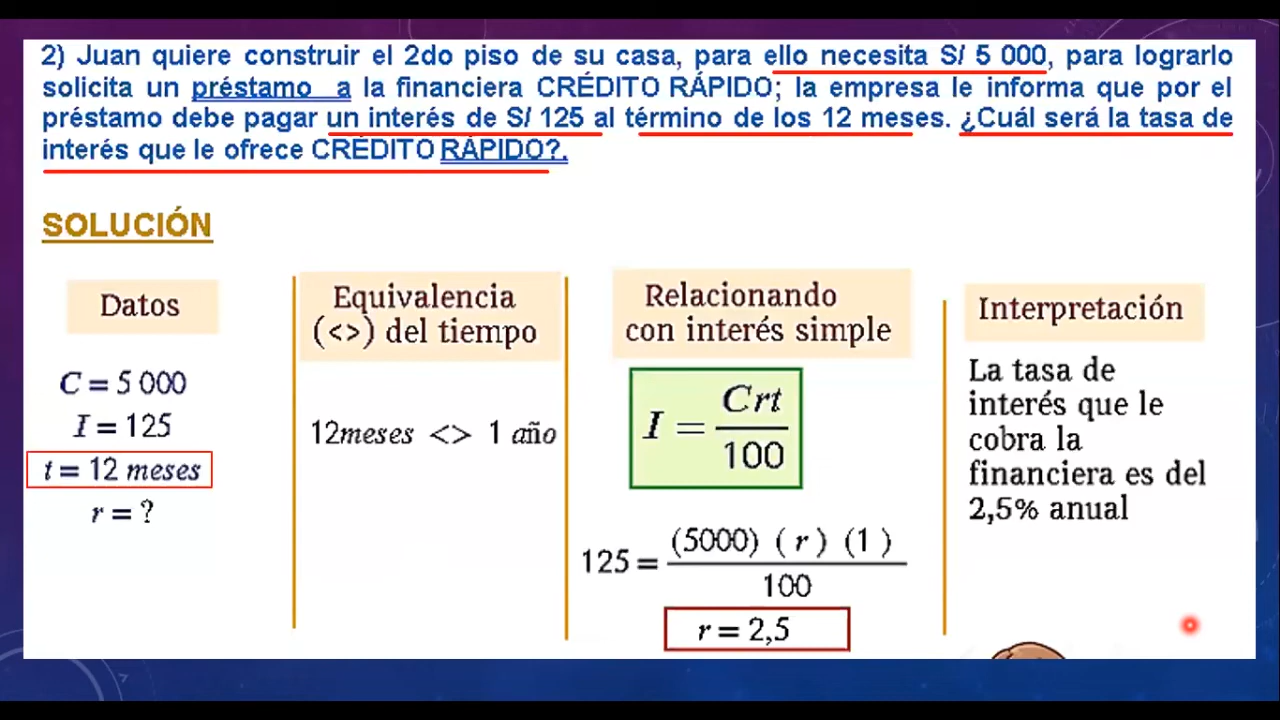 2) Juan quiere construir el 2do piso de su casa, para ello necesita S/ 5 000, para lograrlo
solicita un préstamo a la financiera CRÉDITO RÁPIDO; la empresa le informa que por el
préstamo debe pagar un interés de S/ 125 al término de los 12 meses. ¿Cuál será la tasa de
interés que le ofrece CRÉDITO RÁPIDO?.
SOLUCIÓN
Datos
C = 5 000
I = 125
t = 12 meses
r = ?
Equivalencia
(<>) del tiempo
12meses <> 1 año
Relacionando
con interés simple
I = Crt / 100
125 = (5000) ( r ) (1 ) / 100
r = 2,5
Interpretación
La tasa de
interés que le
cobra la
financiera es del
2,5% anual